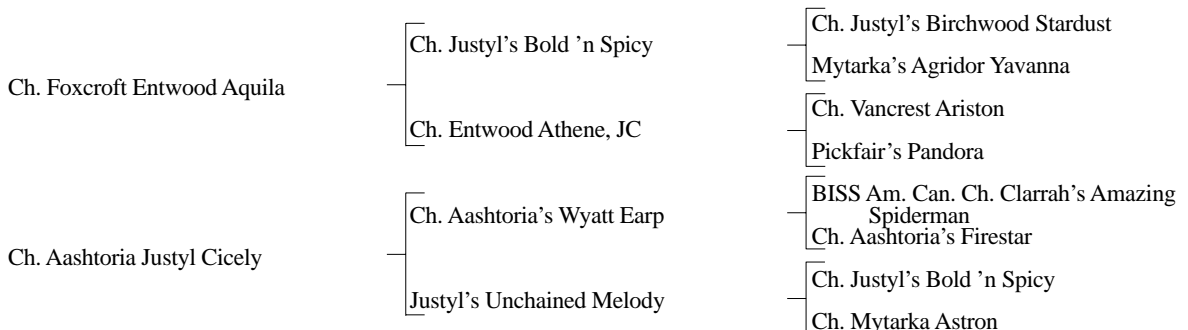 Ch. Justyl's Birchwood Stardust
Ch. Justyl's Bold ’n Spicy
Mytarka's Agridor Yavanna
Ch. Foxcroft Entwood Aquila
Ch. Vancrest Ariston
Ch. Entwood Athene, JC
Pickfair’s Pandora
BISS Am. Can. Ch. Clarrah's Amazing
Spiderman
Ch. Aashtoria's Wyatt Earp
Ch. Aashtoria's Firestar
Ch. Aashtoria Justyl Cicely
Ch. Justyl's Bold ’n Spicy
Justyl's Unchained Melody
Ch. Mytarka Astron